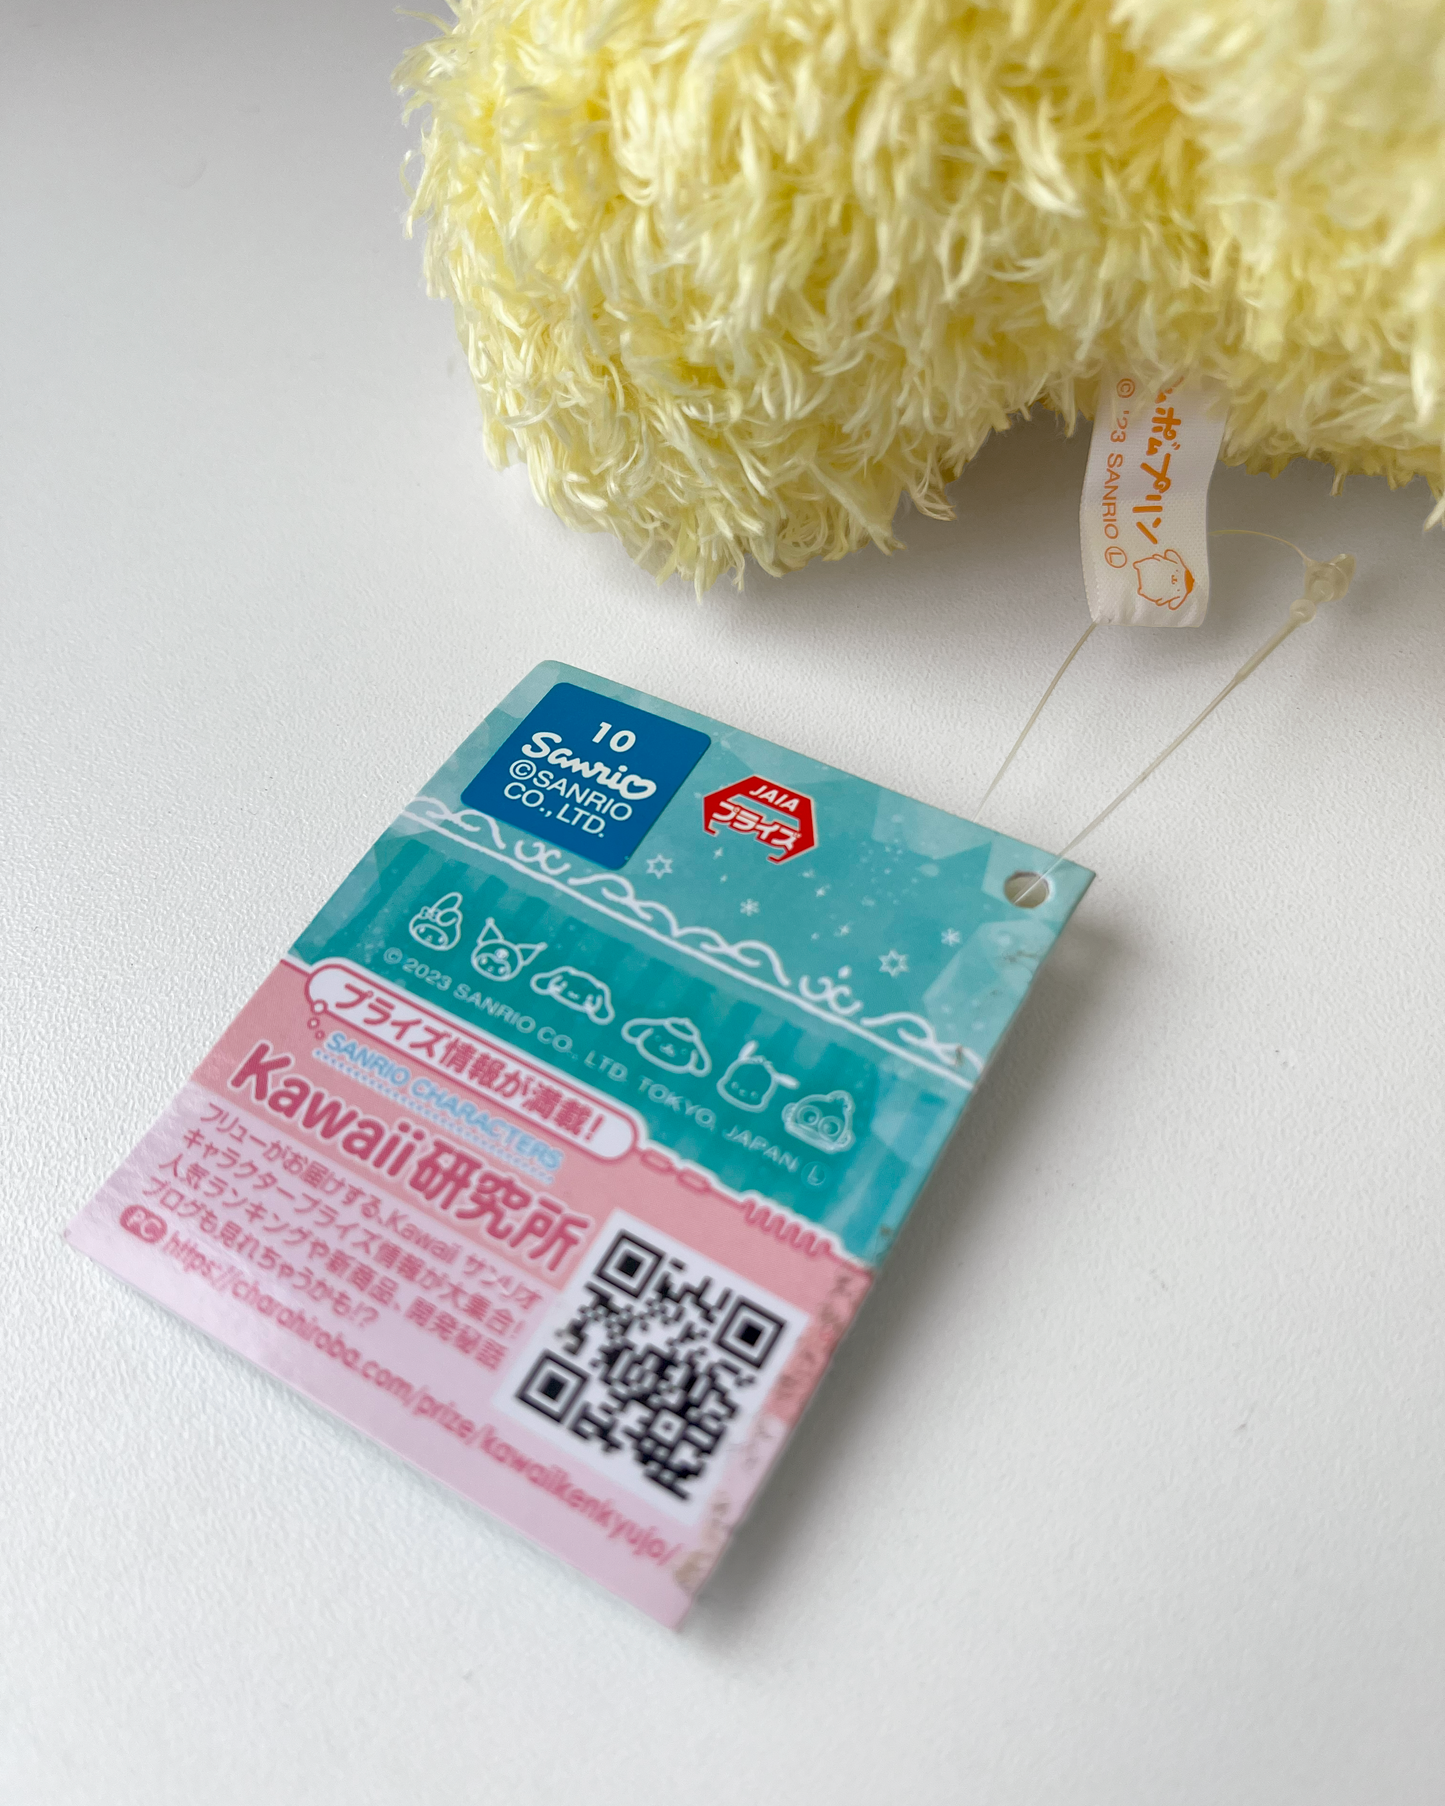 ムポムプリン
© '23 SANRIO Ⓛ
10
Sanrio
©SANRIO
CO., LTD.
JAIA
プライズ
© 2023 SANRIO CO., LTD. TOKYO, JAPAN Ⓛ
プライズ情報が満載!
SANRIO CHARACTERS
Kawaii研究所
フリューがお届けする、Kawaii サンリオ
キャラクタープライズ情報が大集合!
人気ランキングや新商品、開発秘話
ブログも見れちゃうかも!?
PC https://charahiroba.com/prize/kawaiikenkyujo/